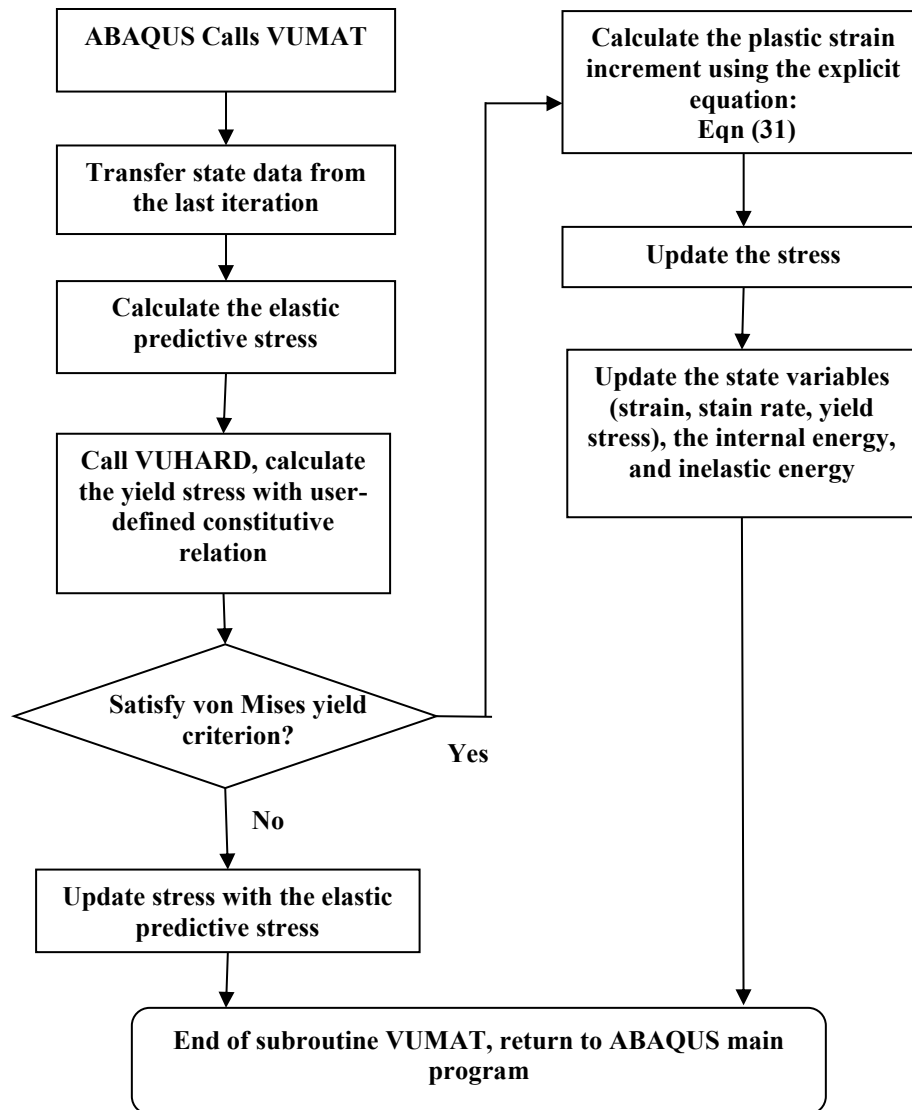 ABAQUS Calls VUMAT
Transfer state data from
the last iteration
Calculate the elastic
predictive stress
Call VUHARD, calculate
the yield stress with user-
defined constitutive
relation
Satisfy von Mises yield
criterion?
Yes
No
Update stress with the elastic
predictive stress
Calculate the plastic strain
increment using the explicit
equation:
Eqn (31)
Update the stress
Update the state variables
(strain, stain rate, yield
stress), the internal energy,
and inelastic energy
End of subroutine VUMAT, return to ABAQUS main
program